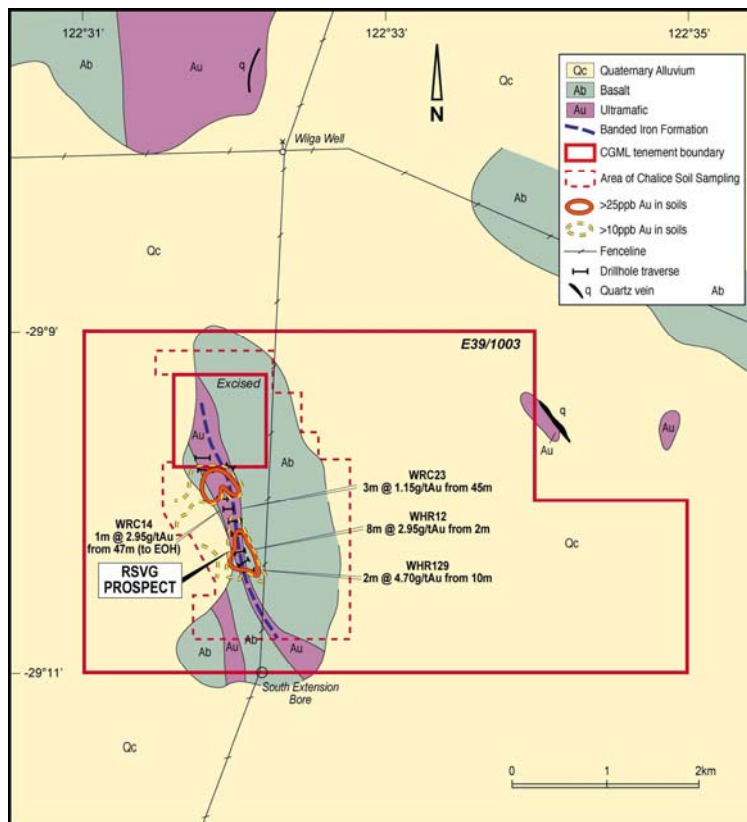 122°31'
122°33'
122°35'
Ab
Au
q
Qc
N
Wilga Well
Qc Quaternary Alluvium
Ab Basalt
Au Ultramafic
Banded Iron Formation
CGML tenement boundary
Area of Chalice Soil Sampling
>25ppb Au in soils
>10ppb Au in soils
Fenceline
Drillhole traverse
q Quartz vein
Ab
Ab
Qc
-29°9'
E39/1003
Excised
Au
q
Au
Au
Ab
WRC23
3m @ 1.15g/tAu from 45m
WRC14
1m @ 2.95g/tAu
from 47m (to EOH)
WHR12
8m @ 2.95g/tAu from 2m
RSVG
PROSPECT
WHR129
2m @ 4.70g/tAu from 10m
Qc
Ab
Au
Ab
Au
-29°11'
South Extension
Bore
Qc
0
1
2km